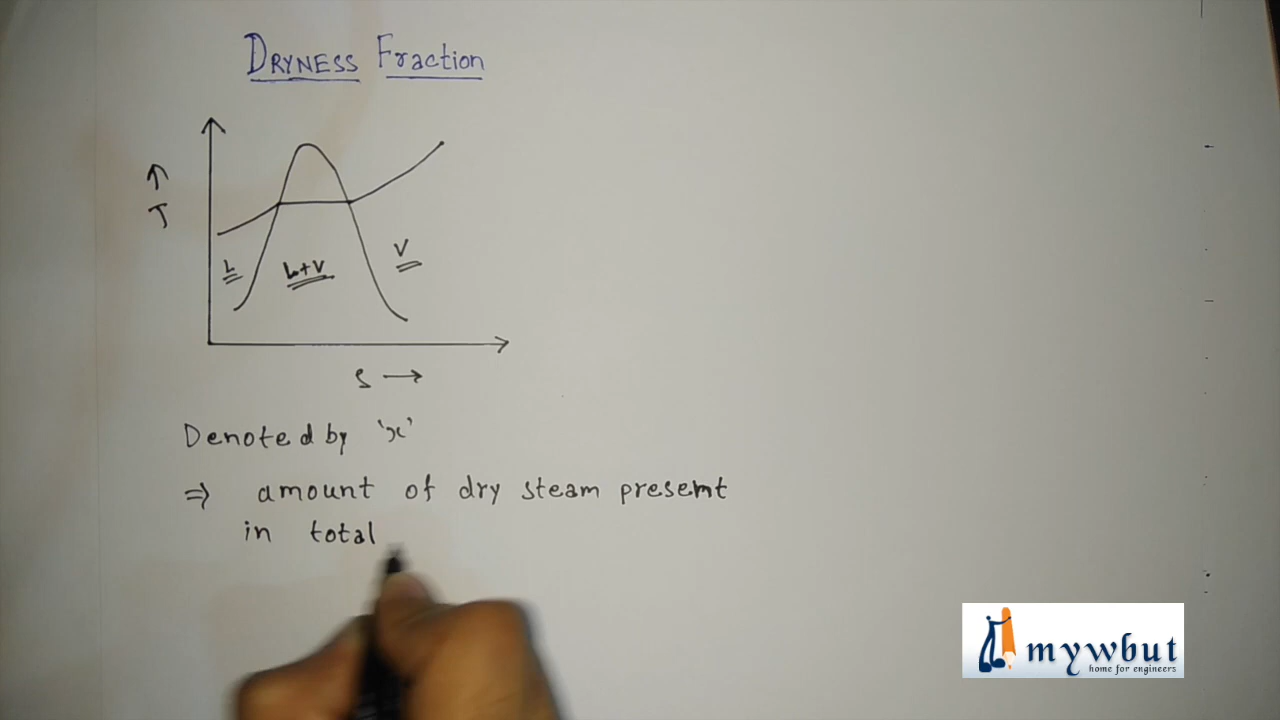 DRYNESS Fraction
↑
T
L
L+V
V
S →
Denoted by 'x'
⇒ amount of dry steam present
in total
mywbut
home for engineers